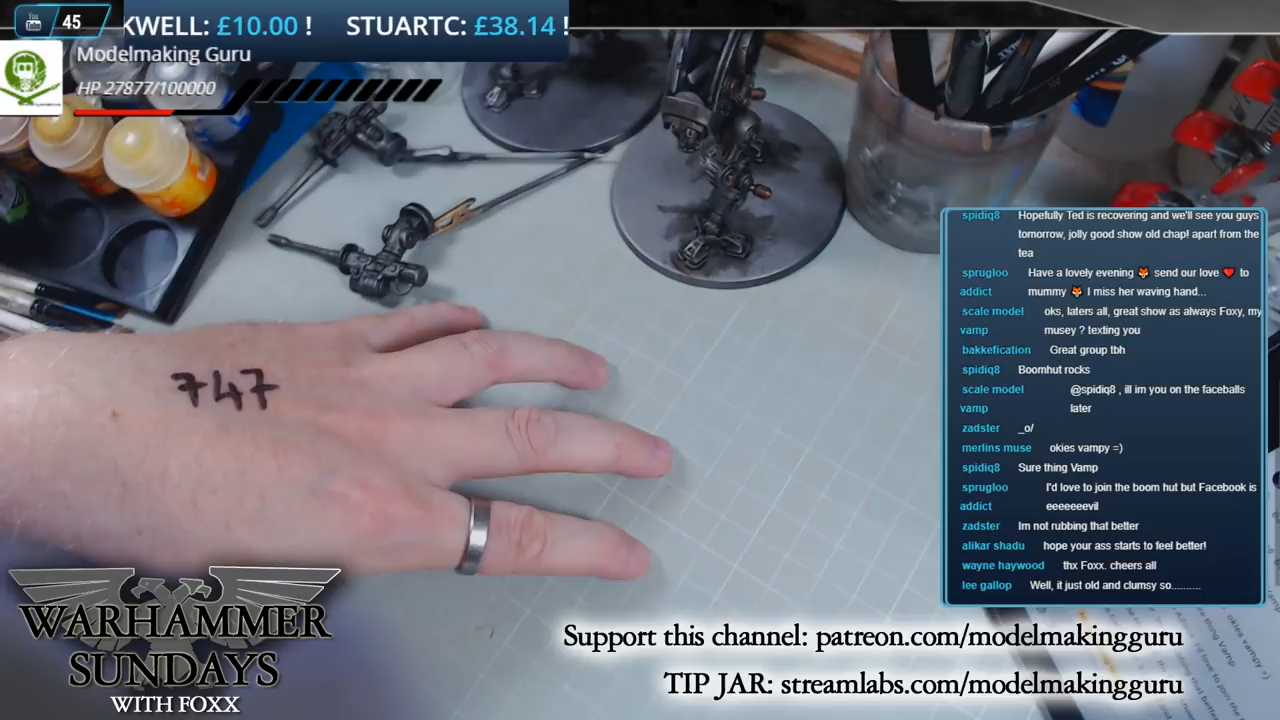 45
KWELL: £10.00 !
STUARTC: £38.14 !
Modelmaking Guru
HP 27877/100000
747
spidiq8 Hopefully Ted is recovering and we'll see you guys
tomorrow, jolly good show old chap! apart from the
tea
sprugloo Have a lovely evening 🦊 send our love ❤️ to
addict mummy 🦊 I miss her waving hand...
scale model oks, laters all, great show as always Foxy, my
vamp musey ? texting you
bakkefication Great group tbh
spidiq8 Boomhut rocks
scale model @spidiq8 , ill im you on the faceballs
vamp later
zadster _o/
merlins muse okies vampy =)
spidiq8 Sure thing Vamp
sprugloo I'd love to join the boom hut but Facebook is
addict eeeeeeevil
zadster Im not rubbing that better
alikar shadu hope your ass starts to feel better!
wayne haywood thx Foxx. cheers all
lee gallop Well, it just old and clumsy so..........
WARHAMMER
SUNDAYS
WITH FOXX
Support this channel: patreon.com/modelmakingguru
TIP JAR: streamlabs.com/modelmakingguru